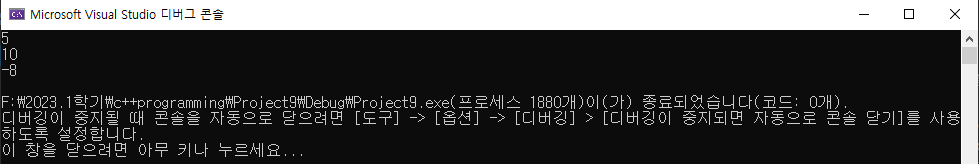 Microsoft Visual Studio 디버그 콘솔
5
10
-8
F:₩2023.1학기₩c++programming₩Project9₩Debug₩Project9.exe(프로세스 1880개)이(가) 종료되었습니다(코드: 0개).
디버깅이 중지될 때 콘솔을 자동으로 닫으려면 [도구] -> [옵션] -> [디버깅] > [디버깅이 중지되면 자동으로 콘솔 닫기]를 사용
하도록 설정합니다.
이 창을 닫으려면 아무 키나 누르세요...